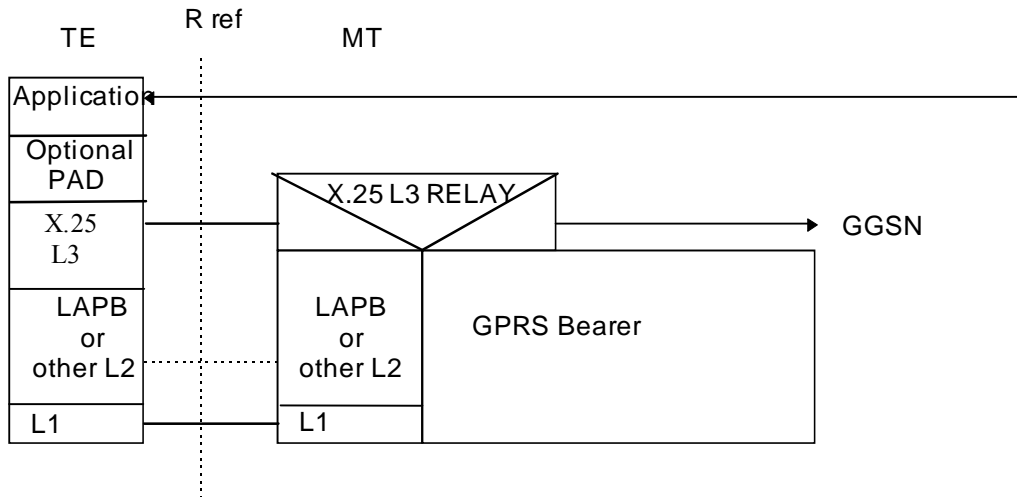 R ref
TE
MT
Application
Optional
PAD
X.25 L3 RELAY
X.25
L3
GGSN
LAPB
or
other L2
LAPB
or
other L2
GPRS Bearer
L1
L1